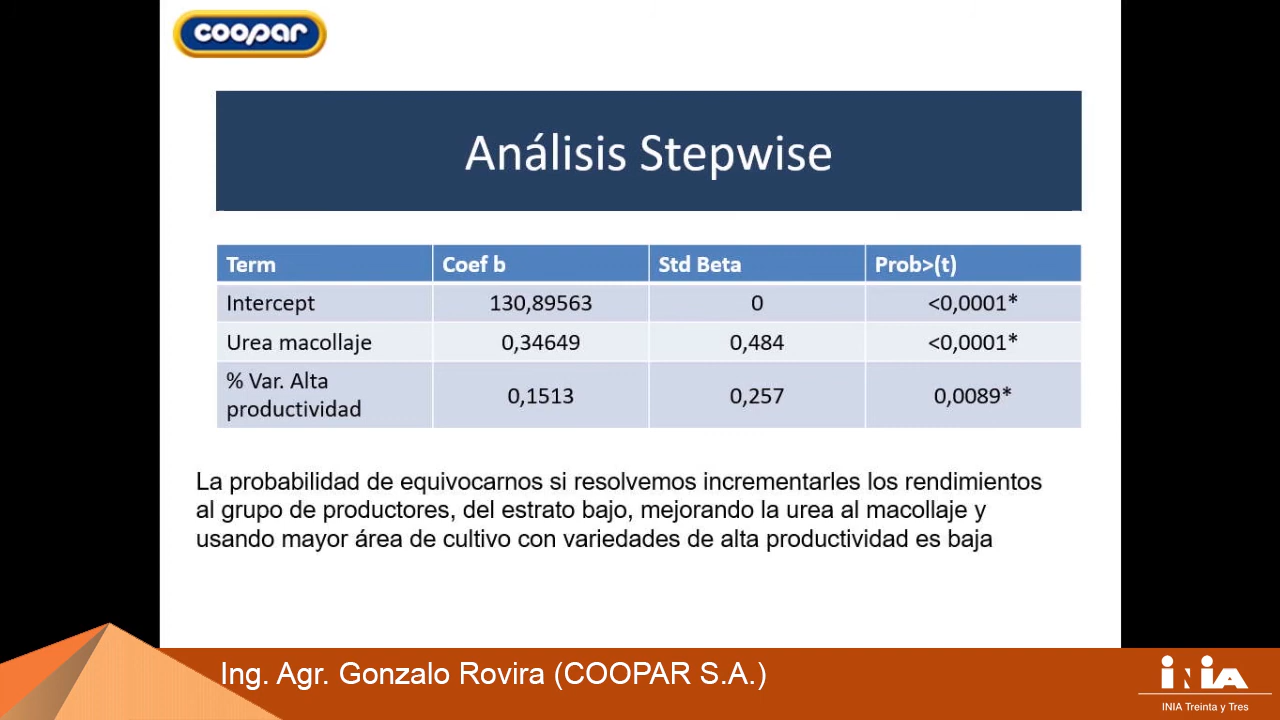 coopar
Análisis Stepwise
Term Coef b Std Beta Prob>(t)
Intercept 130,89563 0 <0,0001*
Urea macollaje 0,34649 0,484 <0,0001*
% Var. Alta
productividad 0,1513 0,257 0,0089*
La probabilidad de equivocarnos si resolvemos incrementarles los rendimientos
al grupo de productores, del estrato bajo, mejorando la urea al macollaje y
usando mayor área de cultivo con variedades de alta productividad es baja
Ing. Agr. Gonzalo Rovira (COOPAR S.A.)
INIA
INIA Treinta y Tres